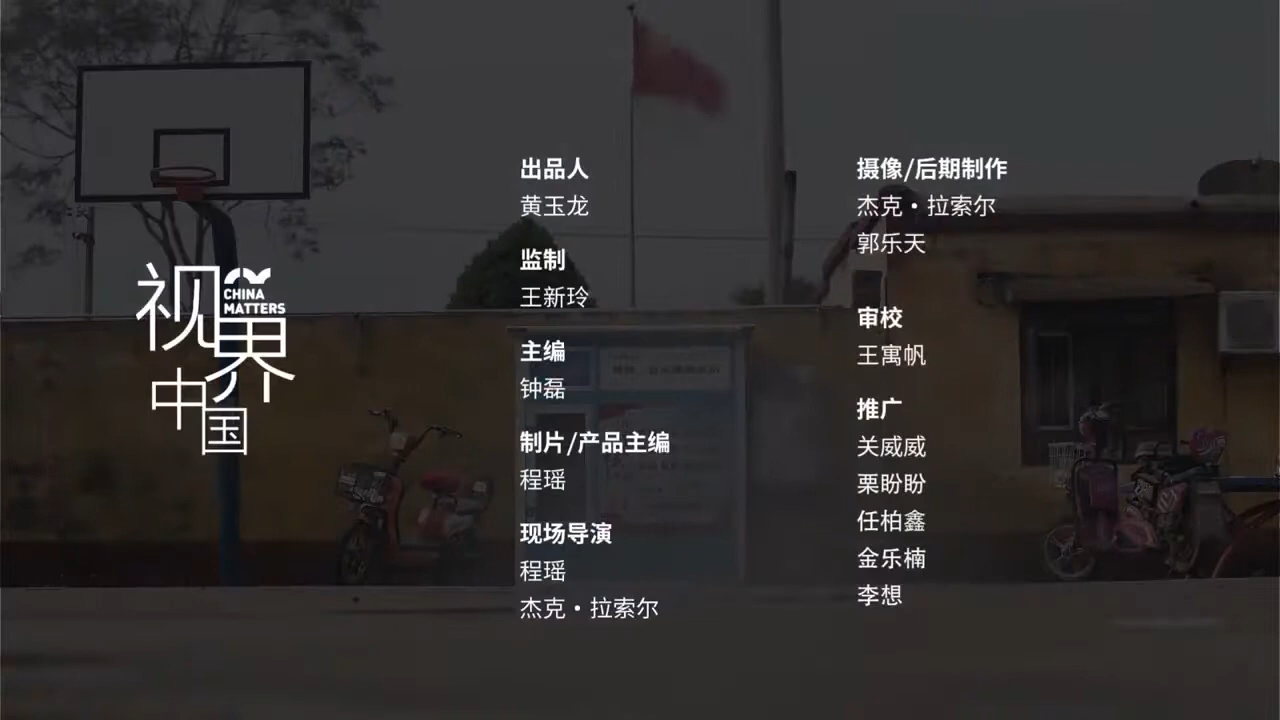 视界
中国
CHINA
MATTERS
出品人
黄玉龙
监制
王新玲
主编
钟磊
制片/产品主编
程瑶
现场导演
程瑶
杰克·拉索尔
摄像/后期制作
杰克·拉索尔
郭乐天
审校
王寓帆
推广
关威威
栗盼盼
任柏鑫
金乐楠
李想